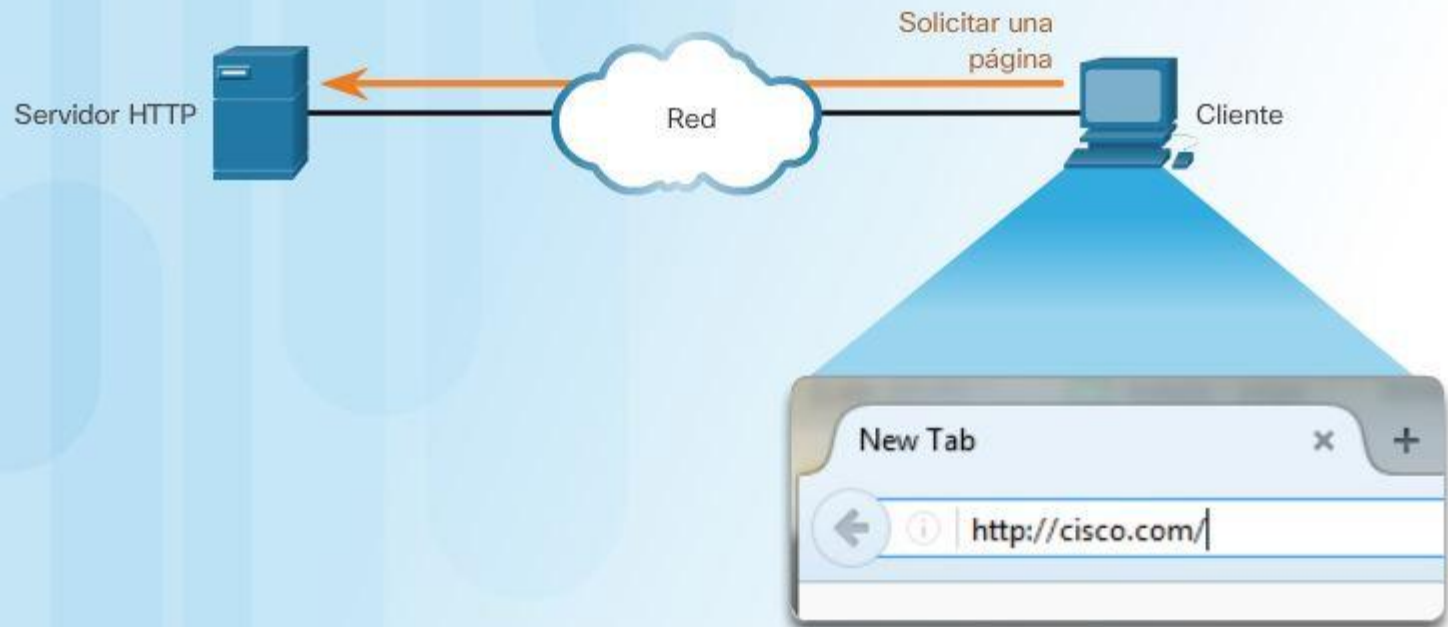 Solicitar una
página
Servidor HTTP
Red
Cliente
New Tab
http://cisco.com/